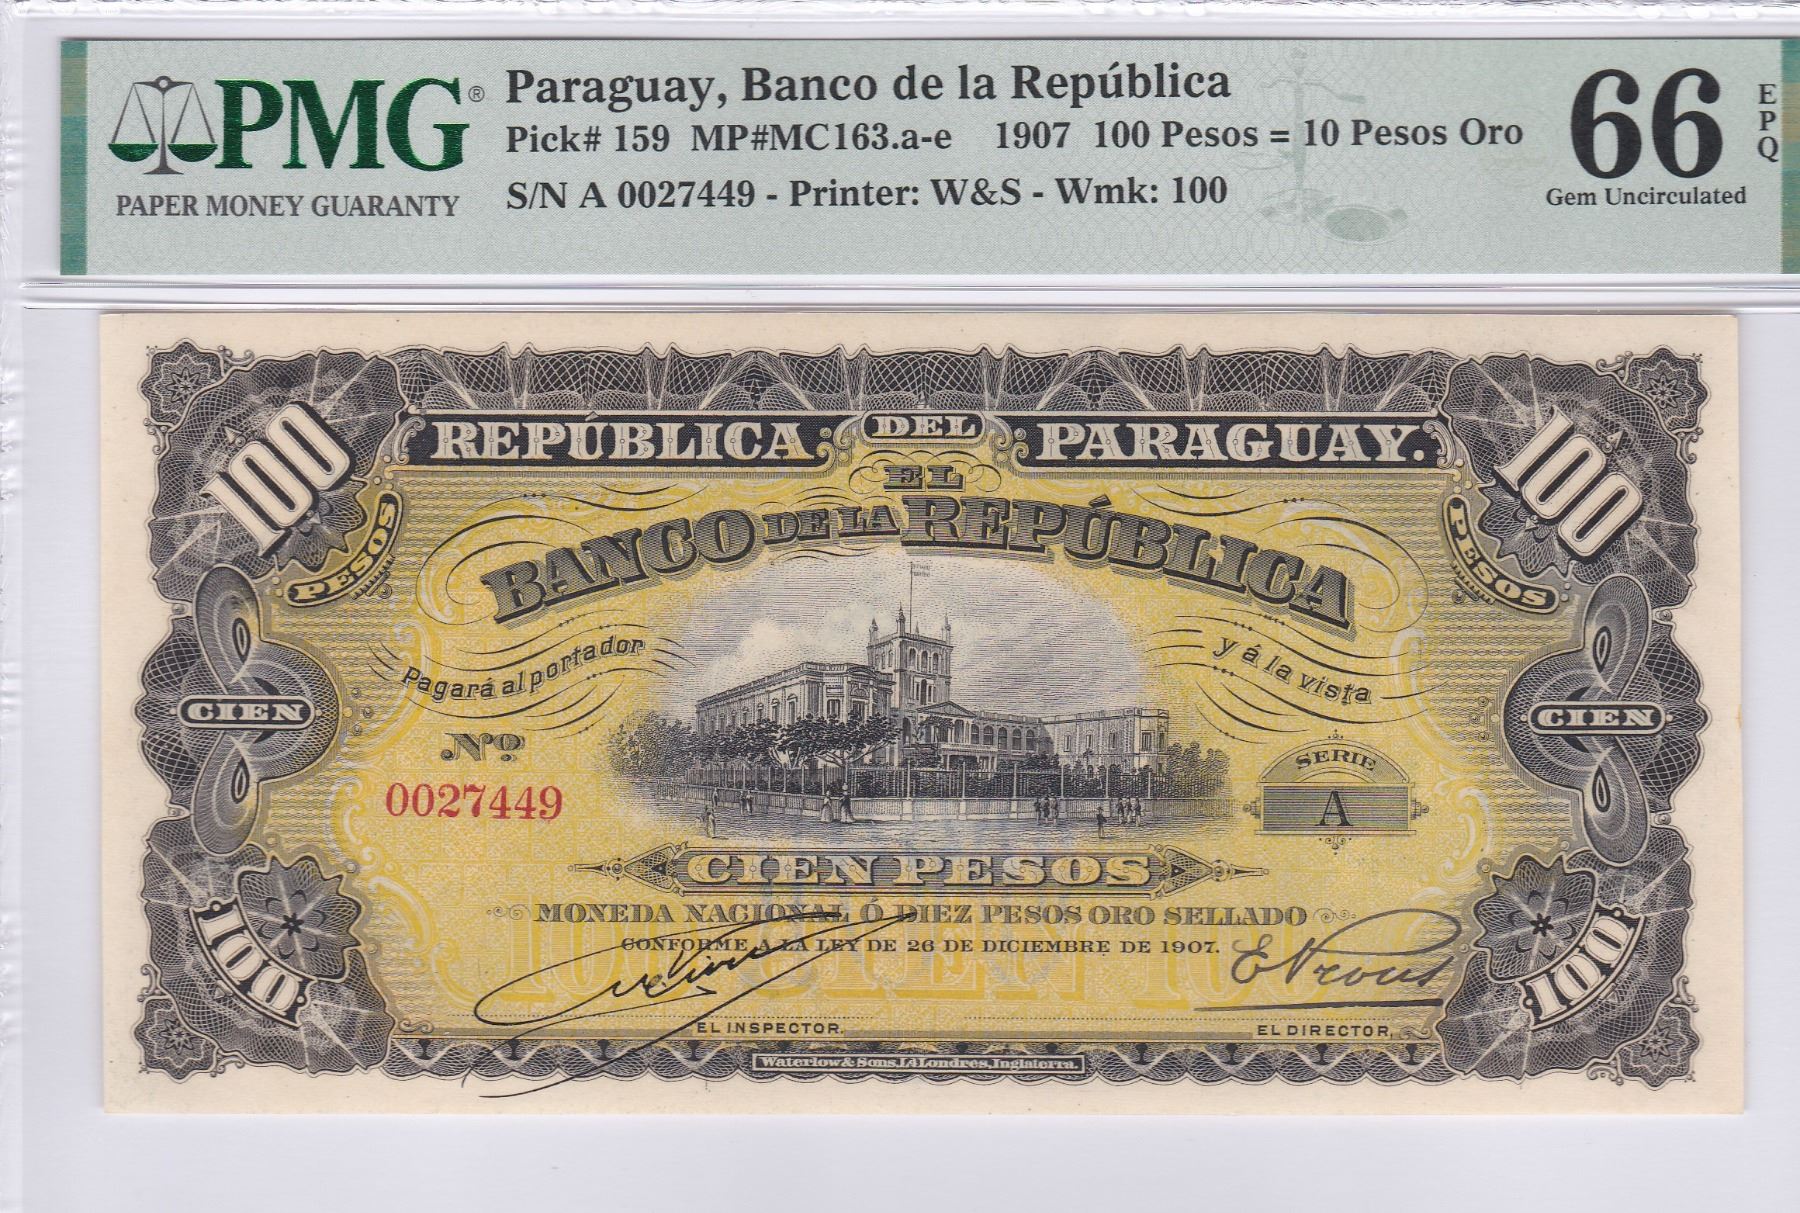 PMG®
PAPER MONEY GUARANTY
Paraguay, Banco de la República
Pick# 159 MP#MC163.a-e 1907 100 Pesos = 10 Pesos Oro
S/N A 0027449 - Printer: W&S - Wmk: 100
66
EPQ
Gem Uncirculated
100
PESOS
100
PESOS
REPÚBLICA DEL PARAGUAY.
EL
BANCO DE LA REPÚBLICA
Pagará al portador
y á la vista
CIEN
CIEN
Nº
0027449
SERIE
A
CIEN PESOS
MONEDA NACIONAL Ó DIEZ PESOS ORO SELLADO
CONFORME A LA LEY DE 26 DE DICIEMBRE DE 1907.
100 CIEN 100
100
100
EL INSPECTOR.
EL DIRECTOR,
Waterlow & Sons, Ld Londres, Inglaterra.